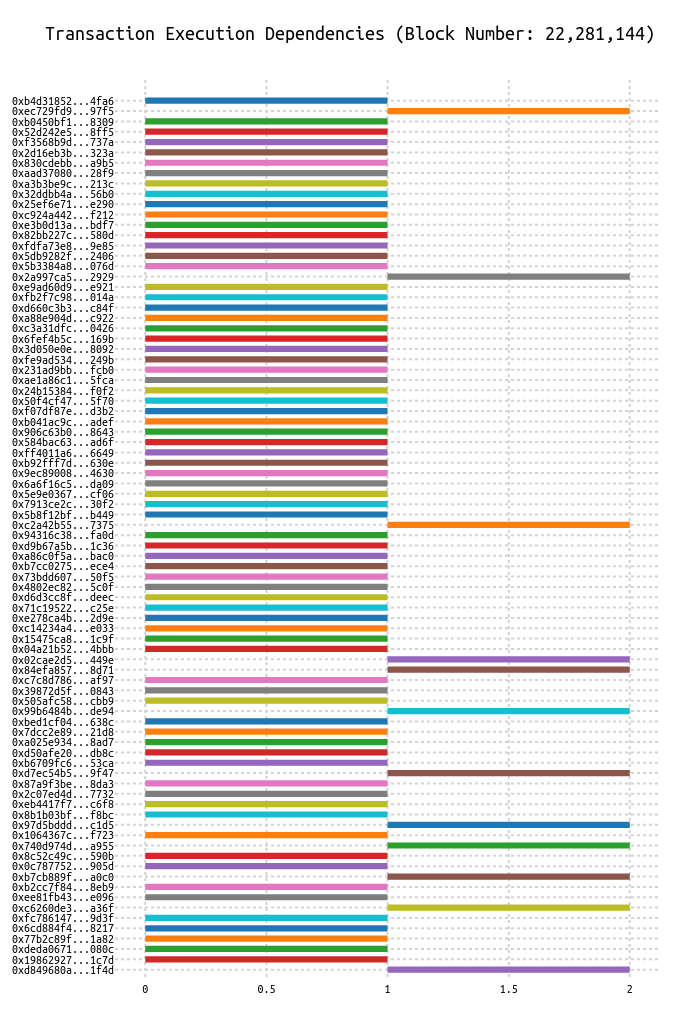 Transaction Execution Dependencies (Block Number: 22,281,144)
0xb4d31852...4fa6
0xec729fd9...97f5
0xb0450bf1...8309
0x52d242e5...8ff5
0xf3568b9d...737a
0x2d16eb3b...323a
0x830cdebb...a9b5
0xaad37080...28f9
0xa3b3be9c...213c
0x32ddbb4a...56b0
0x25ef6e71...e290
0xc924a442...f212
0xe3b0d13a...bdf7
0x82bb227c...580d
0xfdfa73e8...9e85
0x5db9282f...2406
0x5b3384a8...076d
0x2a997ca5...2929
0xe9ad60d9...e921
0xfb2f7c98...014a
0xd660c3b3...c84f
0xa88e904d...c922
0xc3a31dfc...0426
0x6fef4b5c...169b
0x3d050e0e...8092
0xfe9ad534...249b
0x231ad9bb...fcb0
0xae1a86c1...5fca
0x24b15384...f0f2
0x50f4cf47...5f70
0xf07df87e...d3b2
0xb041ac9c...adef
0x906c63b0...8643
0x584bac63...ad6f
0xff4011a6...6649
0xb92fff7d...630e
0x9ec89008...4630
0x6a6f16c5...da09
0x5e9e0367...cf06
0x7913ce2c...30f2
0x5b8f12bf...b449
0xc2a42b55...7375
0x94316c38...fa0d
0xd9b67a5b...1c36
0xa86c0f5a...bac0
0xb7cc0275...ece4
0x73bdd607...50f5
0x4802ec82...5c0f
0xd6d3cc8f...deec
0x71c19522...c25e
0xe278ca4b...2d9e
0xc14234a4...e033
0x15475ca8...1c9f
0x04a21b52...4bbb
0x02cae2d5...449e
0x84efa857...8d71
0xc7c8d786...af97
0x39872d5f...0843
0x505afc58...cbb9
0x99b6484b...de94
0xbed1cf04...638c
0x7dcc2e89...21d8
0xa025e934...8ad7
0xd50afe20...db8c
0xb6709fc6...53ca
0xd7ec54b5...9f47
0x87a9f3be...8da3
0x2c07ed4d...7732
0xeb4417f7...c6f8
0x8b1b03bf...f8bc
0x97d5bddd...c1d5
0x1064367c...f723
0x740d974d...a955
0x8c52c49c...590b
0x0c787752...905d
0xb7cb889f...a0c0
0xb2cc7f84...8eb9
0xee81fb43...e096
0xc6260de3...a36f
0xfc786147...9d3f
0x6cd884f4...8217
0x77b2c89f...1a82
0xdeda0671...080c
0x19862927...1c7d
0xd849680a...1f4d
0 0.5 1 1.5 2